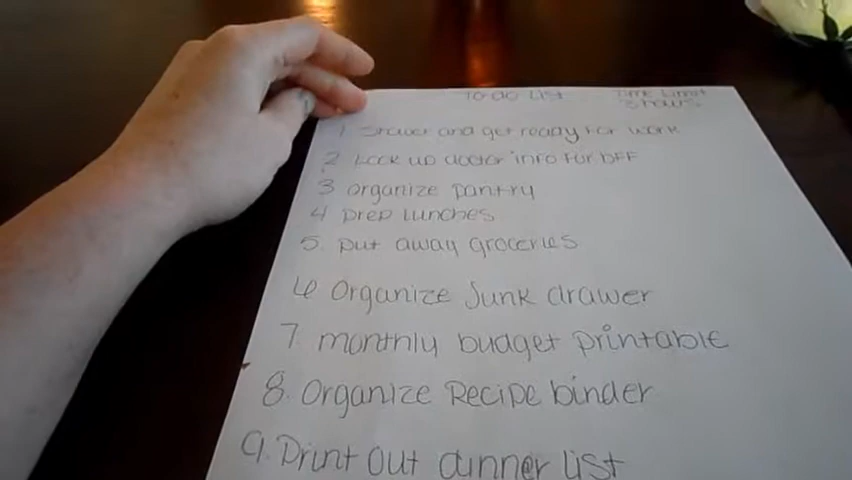 To-do List
Time Limit
3 hours
1 Shower and get ready for work
2 Look up doctor info for BFF
3 organize pantry
4 prep lunches
5. put away groceries
6 Organize Junk drawer
7 monthly budget printable
8. Organize Recipe binder
9. Print out dinner list